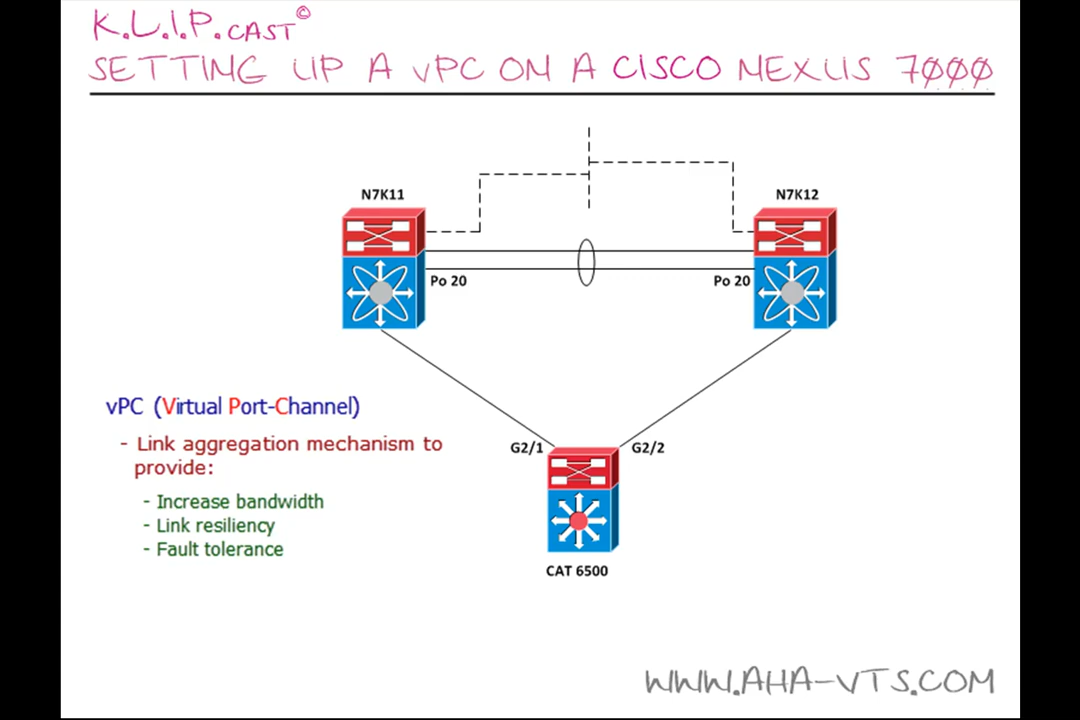 K.L.I.P.CAST©
SETTING UP A vPC ON A CISCO NEXUS 7000
N7K11
N7K12
Po 20
Po 20
vPC (Virtual Port-Channel)
- Link aggregation mechanism to
provide:
- Increase bandwidth
- Link resiliency
- Fault tolerance
G2/1
G2/2
CAT 6500
WWW.AHA-VTS.COM